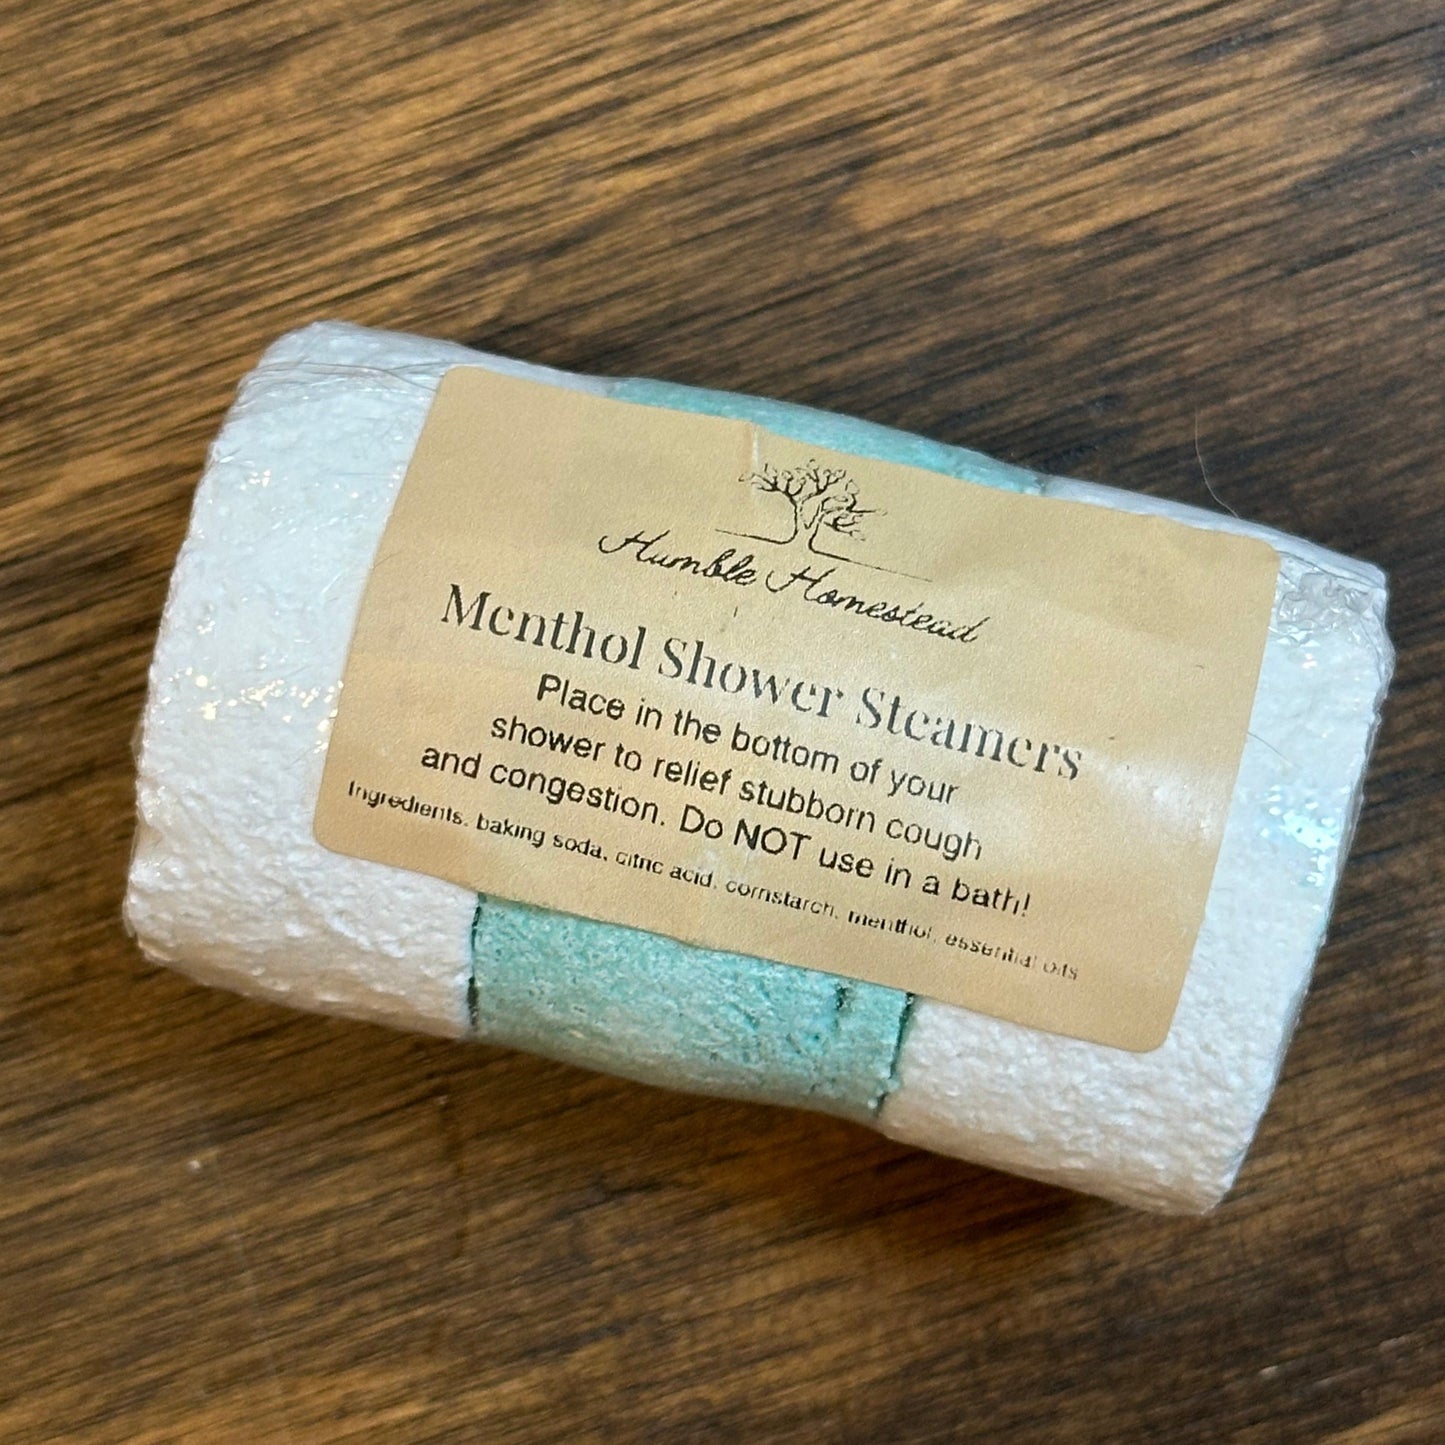 Humble Homestead
Menthol Shower Steamers
Place in the bottom of your
shower to relief stubborn cough
and congestion. Do NOT use in a bath!
Ingredients: baking soda, citric acid, cornstarch, menthol, essential oils